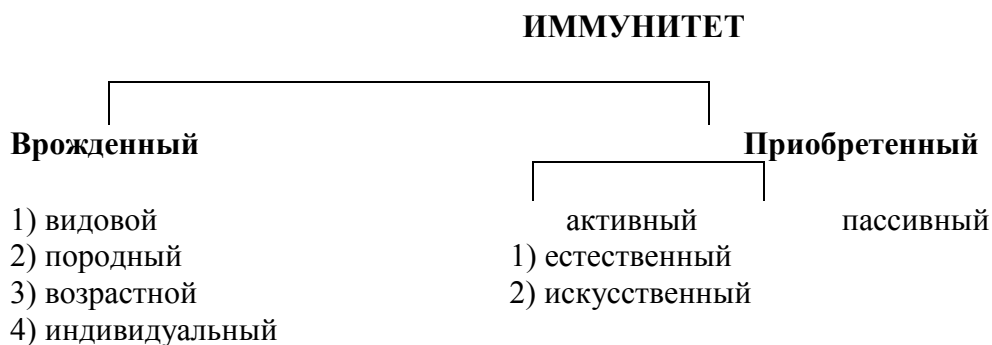 ИММУНИТЕТ
Врожденный Приобретенный
1) видовой активный пассивный
2) породный 1) естественный
3) возрастной 2) искусственный
4) индивидуальный